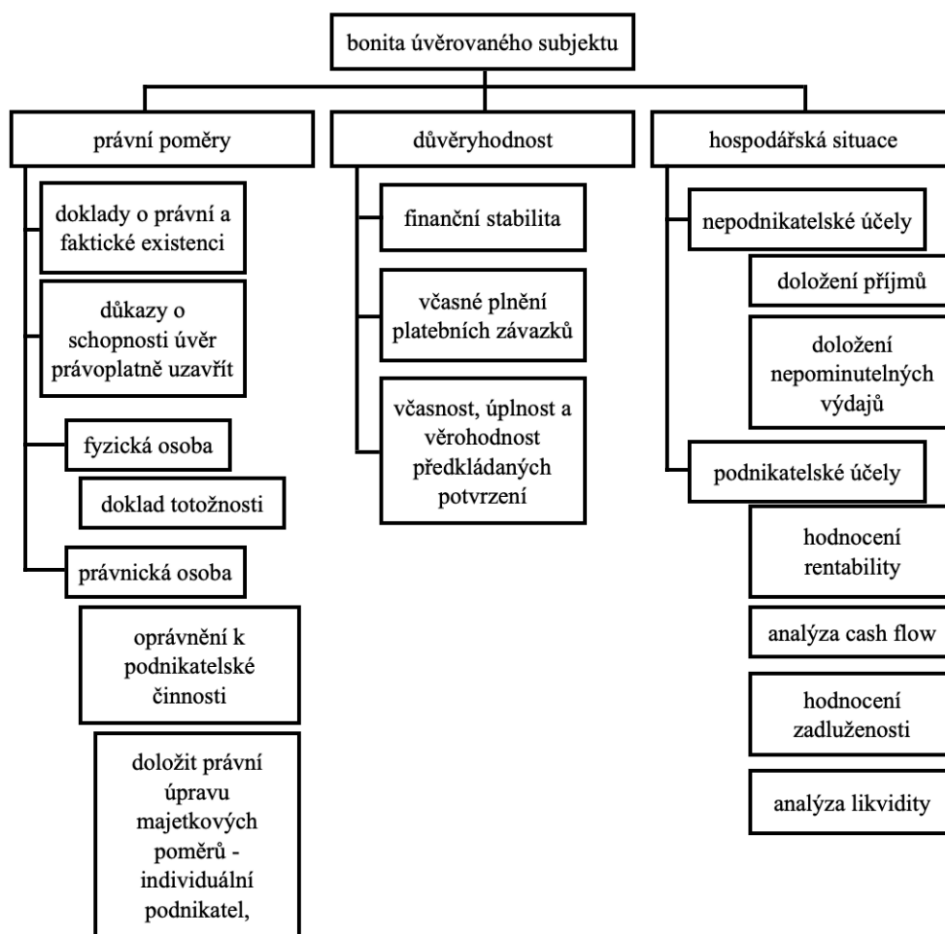 bonita úvěrovaného subjektu
právní poměry
doklady o právní a
faktické existenci
důkazy o
schopnosti úvěr
právoplatně uzavřít
fyzická osoba
doklad totožnosti
právnická osoba
oprávnění k
podnikatelské
činnosti
doložit právní
úpravu
majetkových
poměrů -
individuální
podnikatel,
důvěryhodnost
finanční stabilita
včasné plnění
platebních závazků
včasnost, úplnost a
věrohodnost
předkládaných
potvrzení
hospodářská situace
nepodnikatelské účely
doložení příjmů
doložení
nepominutelných
výdajů
podnikatelské účely
hodnocení
rentability
analýza cash flow
hodnocení
zadluženosti
analýza likvidity